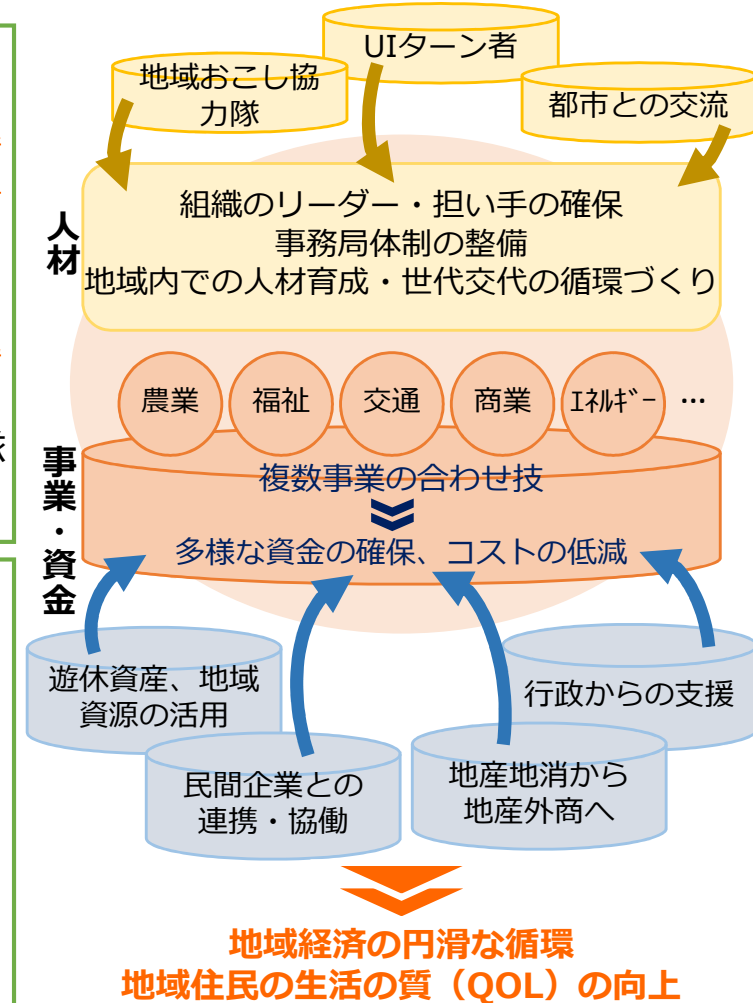 UIターン者
地域おこし協
力隊
都市との交流
人材
組織のリーダー・担い手の確保
事務局体制の整備
地域内での人材育成・世代交代の循環づくり
農業
福祉
交通
商業
ｴﾈﾙｷﾞｰ
…
事業・資金
複数事業の合わせ技
多様な資金の確保、コストの低減
遊休資産、地域
資源の活用
行政からの支援
民間企業との
連携・協働
地産地消から
地産外商へ
地域経済の円滑な循環
地域住民の生活の質（QOL）の向上